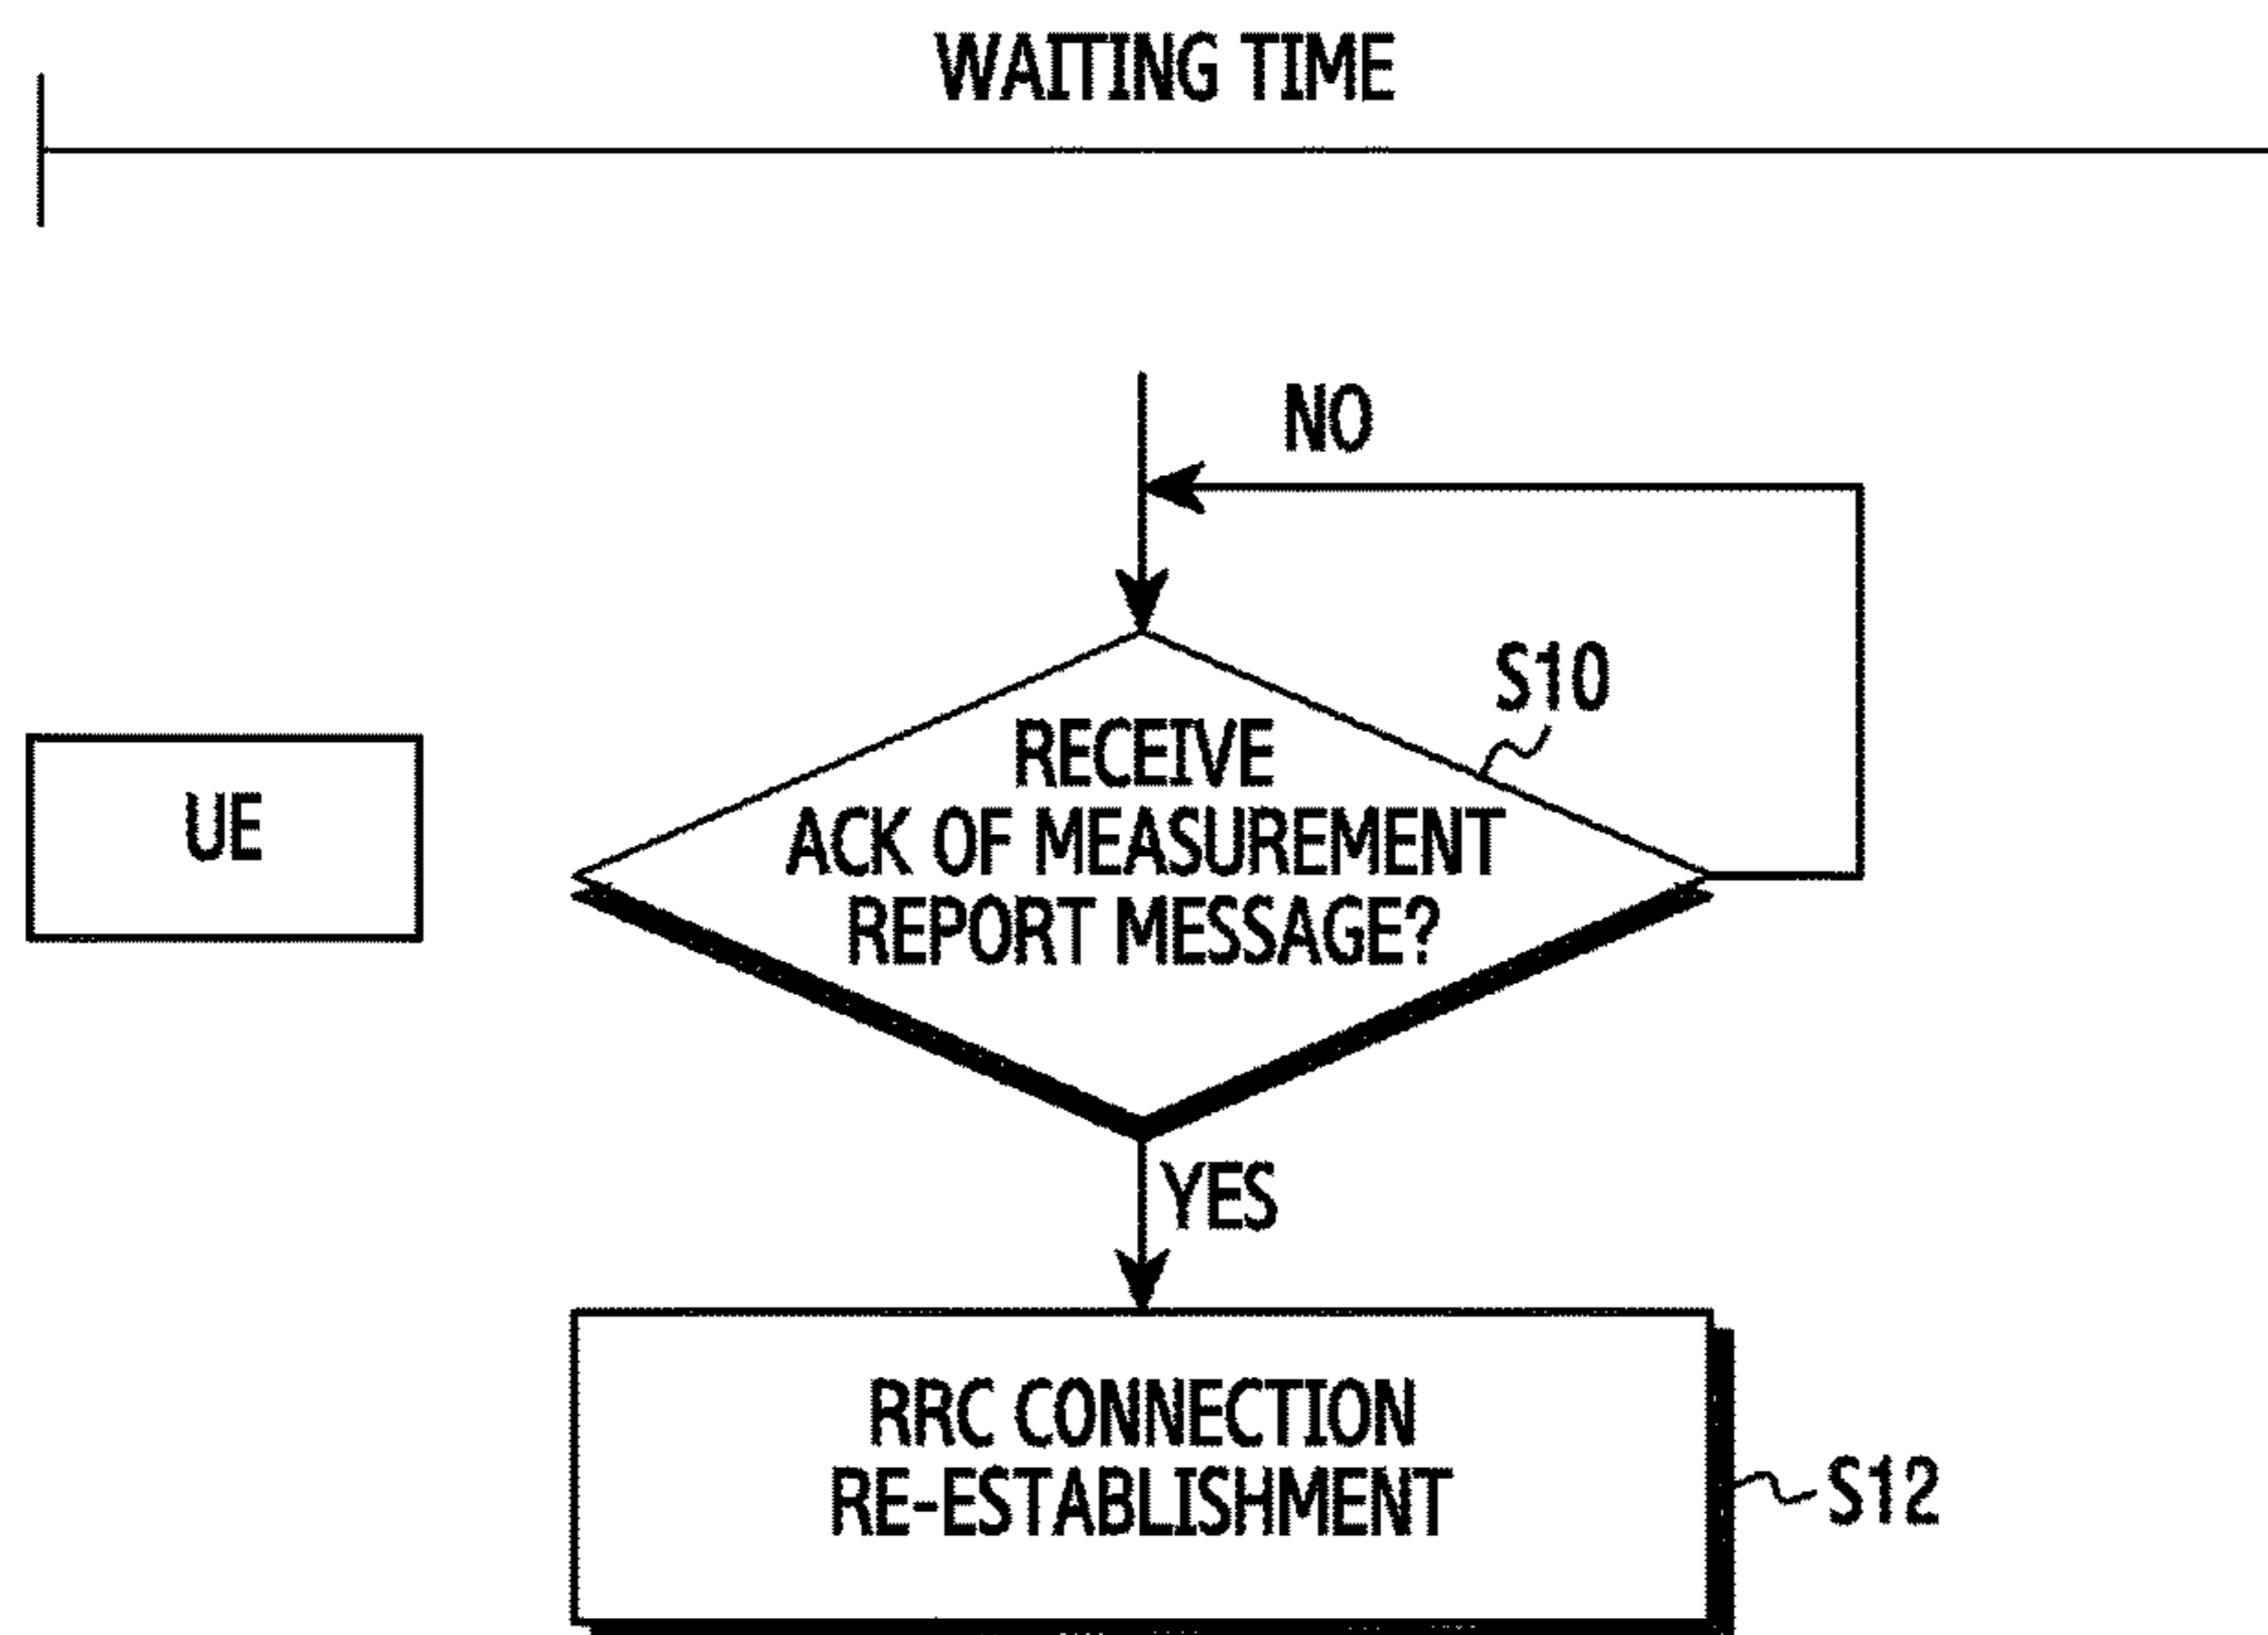 WAITING TIME
NO
S10
UE
RECEIVE
ACK OF MEASUREMENT
REPORT MESSAGE?
YES
RRC CONNECTION
RE-ESTABLISHMENT
S12